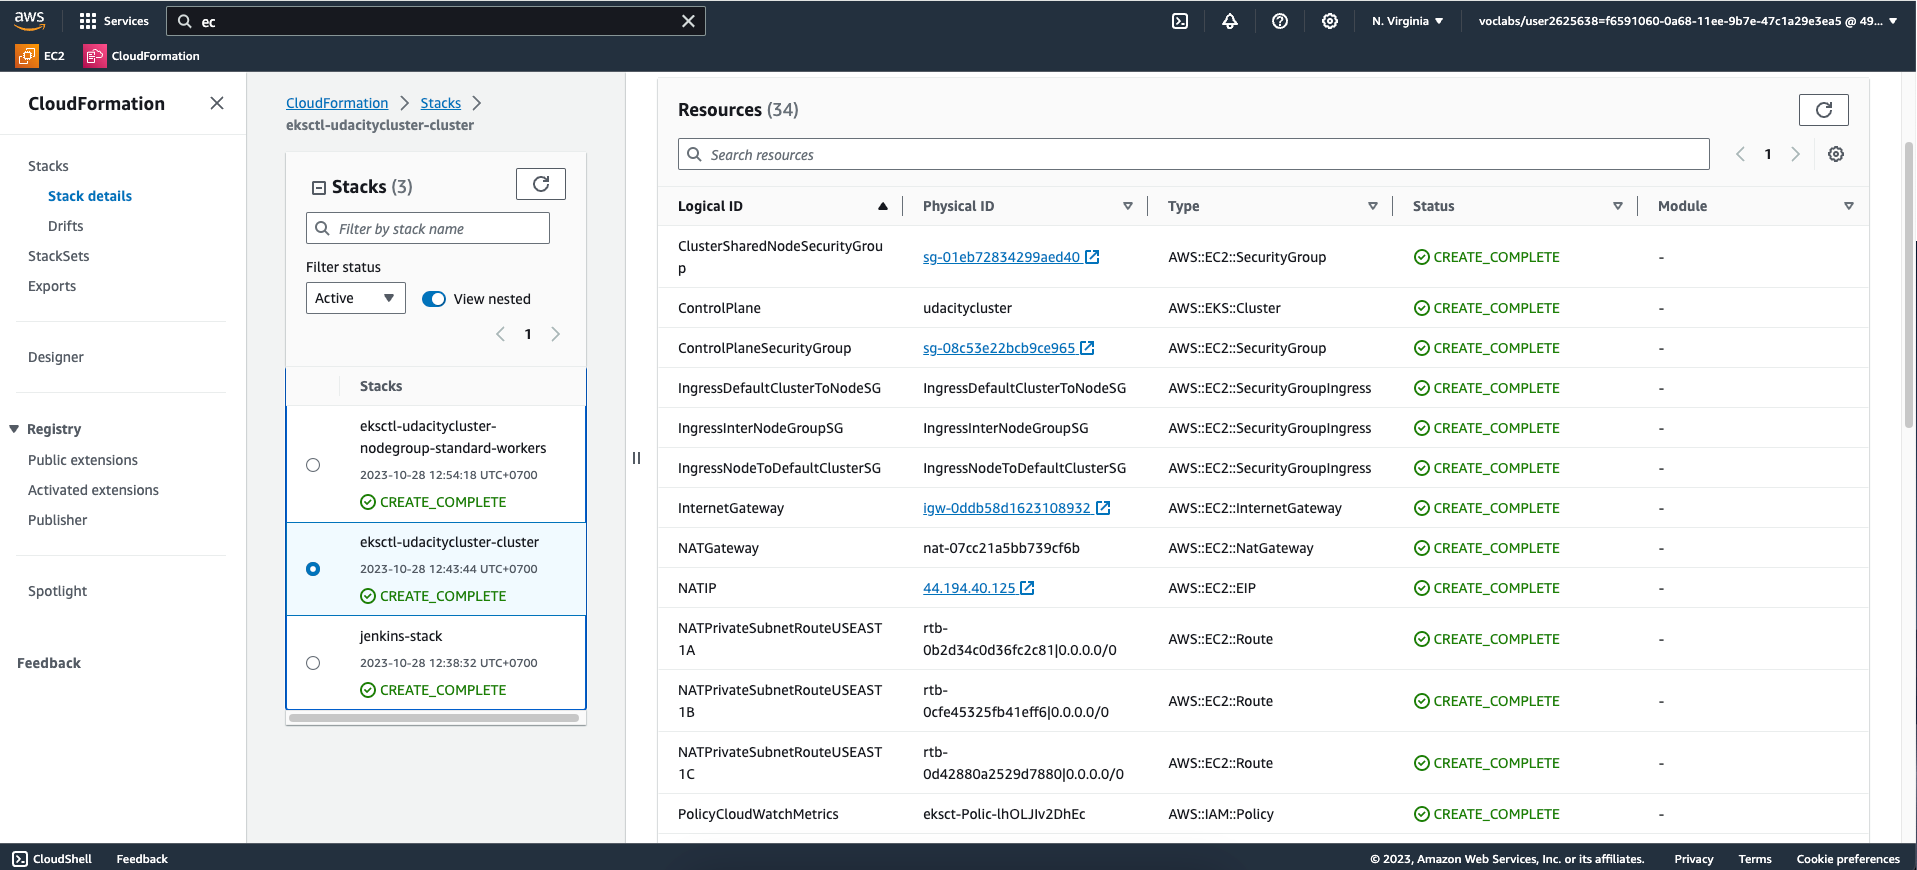 aws
Services
ec
N. Virginia
voclabs/user2625638=f6591060-0a68-11ee-9b7e-47c1a29e3ea5 @ 49...
EC2
CloudFormation
CloudFormation
Stacks
Stack details
Drifts
StackSets
Exports
Designer
Registry
Public extensions
Activated extensions
Publisher
Spotlight
Feedback
CloudFormation
Stacks
eksctl-udacitycluster-cluster
Stacks (3)
Filter by stack name
Filter status
Active
View nested
1
Stacks
eksctl-udacitycluster-
nodegroup-standard-workers
2023-10-28 12:54:18 UTC+0700
CREATE_COMPLETE
eksctl-udacitycluster-cluster
2023-10-28 12:43:44 UTC+0700
CREATE_COMPLETE
jenkins-stack
2023-10-28 12:38:32 UTC+0700
CREATE_COMPLETE
Resources (34)
Search resources
1
Logical ID Physical ID Type Status Module
ClusterSharedNodeSecurityGrou
p
sg-01eb72834299aed40 AWS::EC2::SecurityGroup CREATE_COMPLETE -
ControlPlane udacitycluster AWS::EKS::Cluster CREATE_COMPLETE -
ControlPlaneSecurityGroup sg-08c53e22bcb9ce965 AWS::EC2::SecurityGroup CREATE_COMPLETE -
IngressDefaultClusterToNodeSG IngressDefaultClusterToNodeSG AWS::EC2::SecurityGroupIngress CREATE_COMPLETE -
IngressInterNodeGroupSG IngressInterNodeGroupSG AWS::EC2::SecurityGroupIngress CREATE_COMPLETE -
IngressNodeToDefaultClusterSG IngressNodeToDefaultClusterSG AWS::EC2::SecurityGroupIngress CREATE_COMPLETE -
InternetGateway igw-0ddb58d1623108932 AWS::EC2::InternetGateway CREATE_COMPLETE -
NATGateway nat-07cc21a5bb739cf6b AWS::EC2::NatGateway CREATE_COMPLETE -
NATIP 44.194.40.125 AWS::EC2::EIP CREATE_COMPLETE -
NATPrivateSubnetRouteUSEAST
1A
rtb-
0b2d34c0d36fc2c81|0.0.0.0/0
AWS::EC2::Route CREATE_COMPLETE -
NATPrivateSubnetRouteUSEAST
1B
rtb-
0cfe45325fb41eff6|0.0.0.0/0
AWS::EC2::Route CREATE_COMPLETE -
NATPrivateSubnetRouteUSEAST
1C
rtb-
0d42880a2529d7880|0.0.0.0/0
AWS::EC2::Route CREATE_COMPLETE -
PolicyCloudWatchMetrics eksct-Polic-lhOLJIv2DhEc AWS::IAM::Policy CREATE_COMPLETE -
CloudShell Feedback © 2023, Amazon Web Services, Inc. or its affiliates. Privacy Terms Cookie preferences